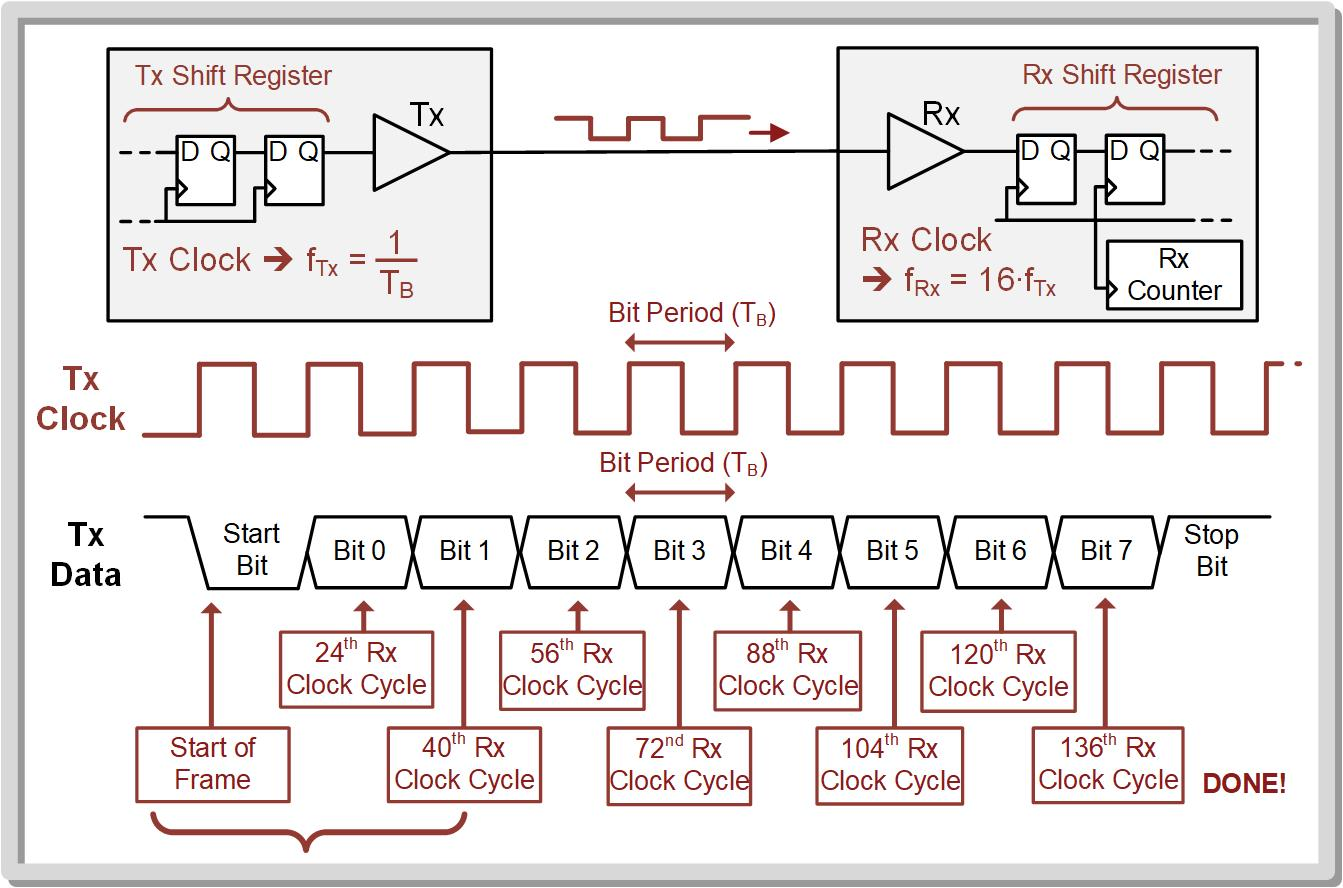 Tx Shift Register
Tx
D Q
D Q
Tx Clock ➔ fTx = 1
TB
Rx Shift Register
Rx
D Q
D Q
Rx Clock
➔ fRx = 16·fTx
Rx
Counter
Bit Period (TB)
Tx
Clock
Bit Period (TB)
Tx
Data
Start
Bit
Bit 0
Bit 1
Bit 2
Bit 3
Bit 4
Bit 5
Bit 6
Bit 7
Stop
Bit
24th Rx
Clock Cycle
56th Rx
Clock Cycle
88th Rx
Clock Cycle
120th Rx
Clock Cycle
Start of
Frame
40th Rx
Clock Cycle
72nd Rx
Clock Cycle
104th Rx
Clock Cycle
136th Rx
Clock Cycle
DONE!